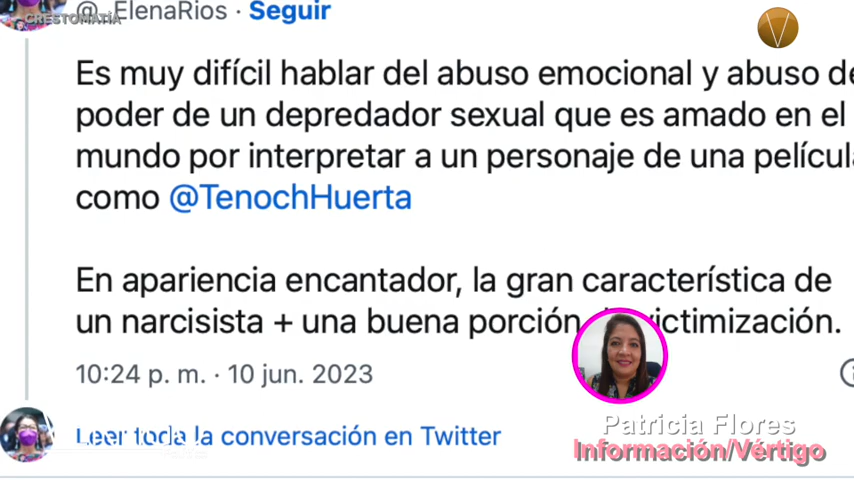 CRESTOMATÍA
@_ElenaRios · Seguir
V
Es muy difícil hablar del abuso emocional y abuso de
poder de un depredador sexual que es amado en el
mundo por interpretar a un personaje de una película
como @TenochHuerta
En apariencia encantador, la gran característica de
un narcisista + una buena porción victimización.
10:24 p. m. · 10 jun. 2023
la conversación en Twitter
Patricia Flores
Información/Vértigo